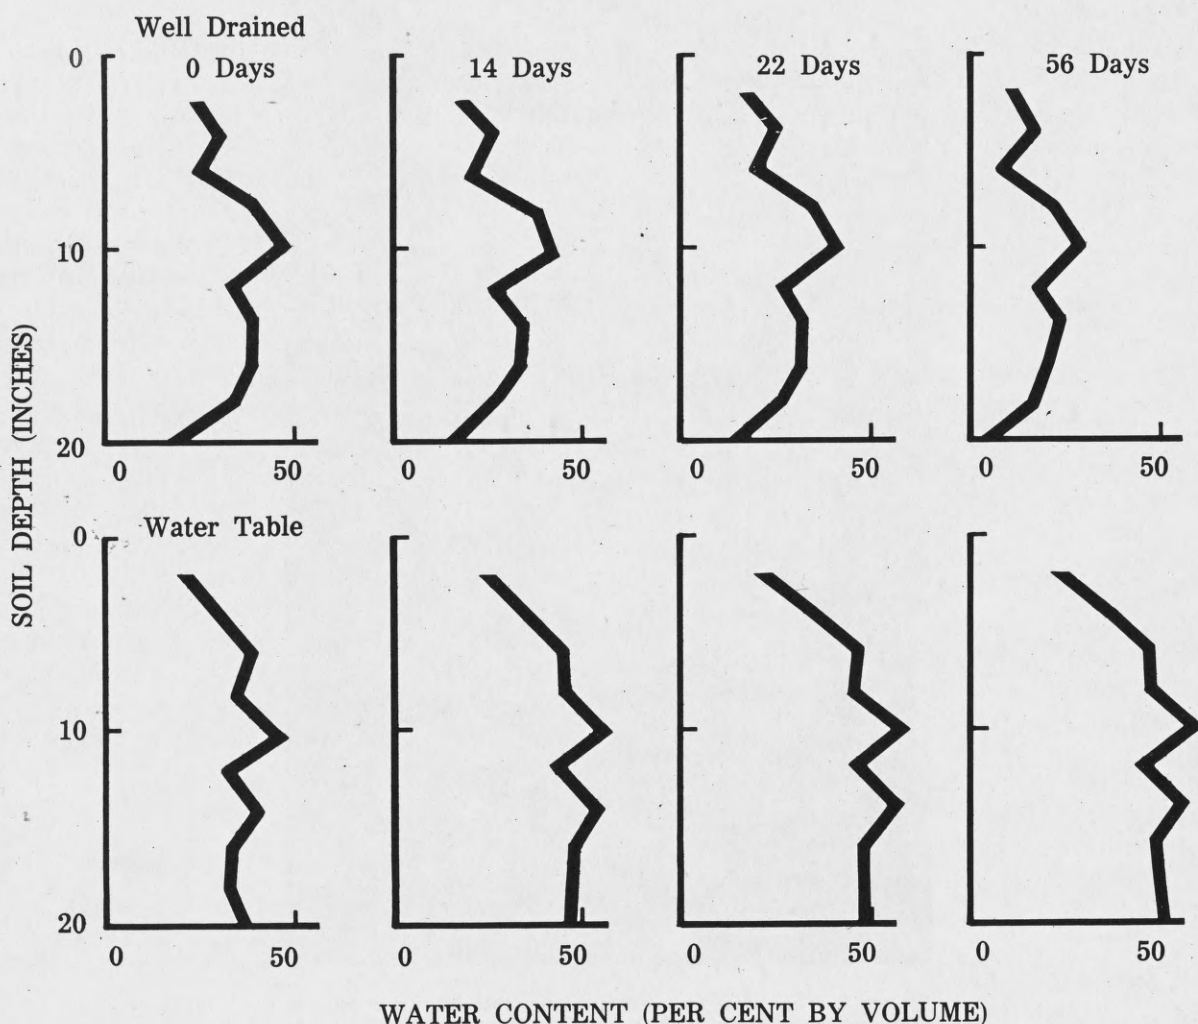 Well Drained
0 Days
14 Days
22 Days
56 Days
0
10
20
0 50
0 50
0 50
0 50
SOIL DEPTH (INCHES)
Water Table
0
10
20
0 50
0 50
0 50
0 50
WATER CONTENT (PER CENT BY VOLUME)